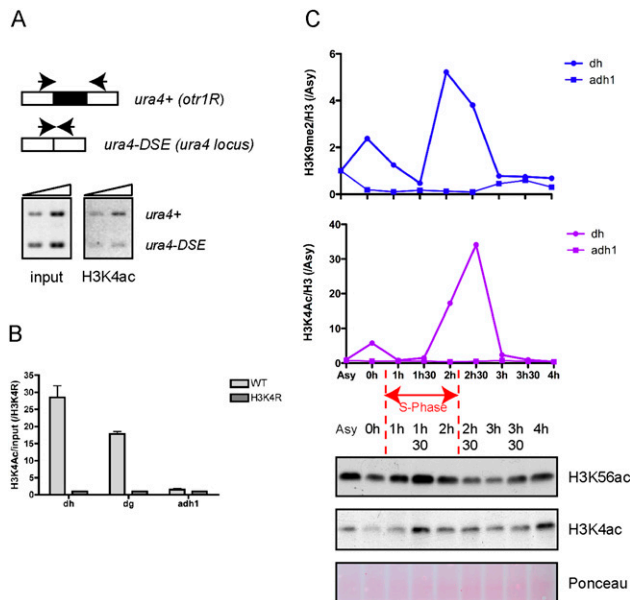 A
ura4+ (otr1R)
ura4-DSE (ura4 locus)
ura4+
ura4-DSE
input H3K4ac
B
H3K4Ac/input (H3K4R)
35
30
25
20
15
10
5
0
WT
H3K4R
dh dg adh1
C
H3K9me2/H3 (/Asy)
6
4
2
0
dh
adh1
H3K4Ac/H3 (/Asy)
40
30
20
10
0
dh
adh1
Asy 0h 1h 1h30 2h 2h30 3h 3h30 4h
S-Phase
Asy 0h 1h 1h 2h 2h 3h 3h 4h
30 30 30
H3K56ac
H3K4ac
Ponceau